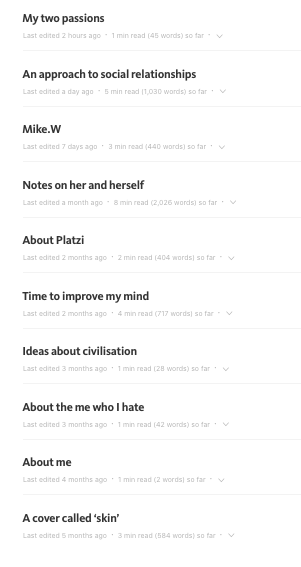 My two passions
Last edited 2 hours ago · 1 min read (45 words) so far ·
An approach to social relationships
Last edited a day ago · 5 min read (1,030 words) so far ·
Mike.W
Last edited 7 days ago · 3 min read (440 words) so far ·
Notes on her and herself
Last edited a month ago · 8 min read (2,026 words) so far ·
About Platzi
Last edited 2 months ago · 2 min read (404 words) so far ·
Time to improve my mind
Last edited 2 months ago · 4 min read (717 words) so far ·
Ideas about civilisation
Last edited 3 months ago · 1 min read (28 words) so far ·
About the me who I hate
Last edited 3 months ago · 1 min read (42 words) so far ·
About me
Last edited 4 months ago · 1 min read (2 words) so far ·
A cover called ‘skin’
Last edited 5 months ago · 3 min read (584 words) so far ·